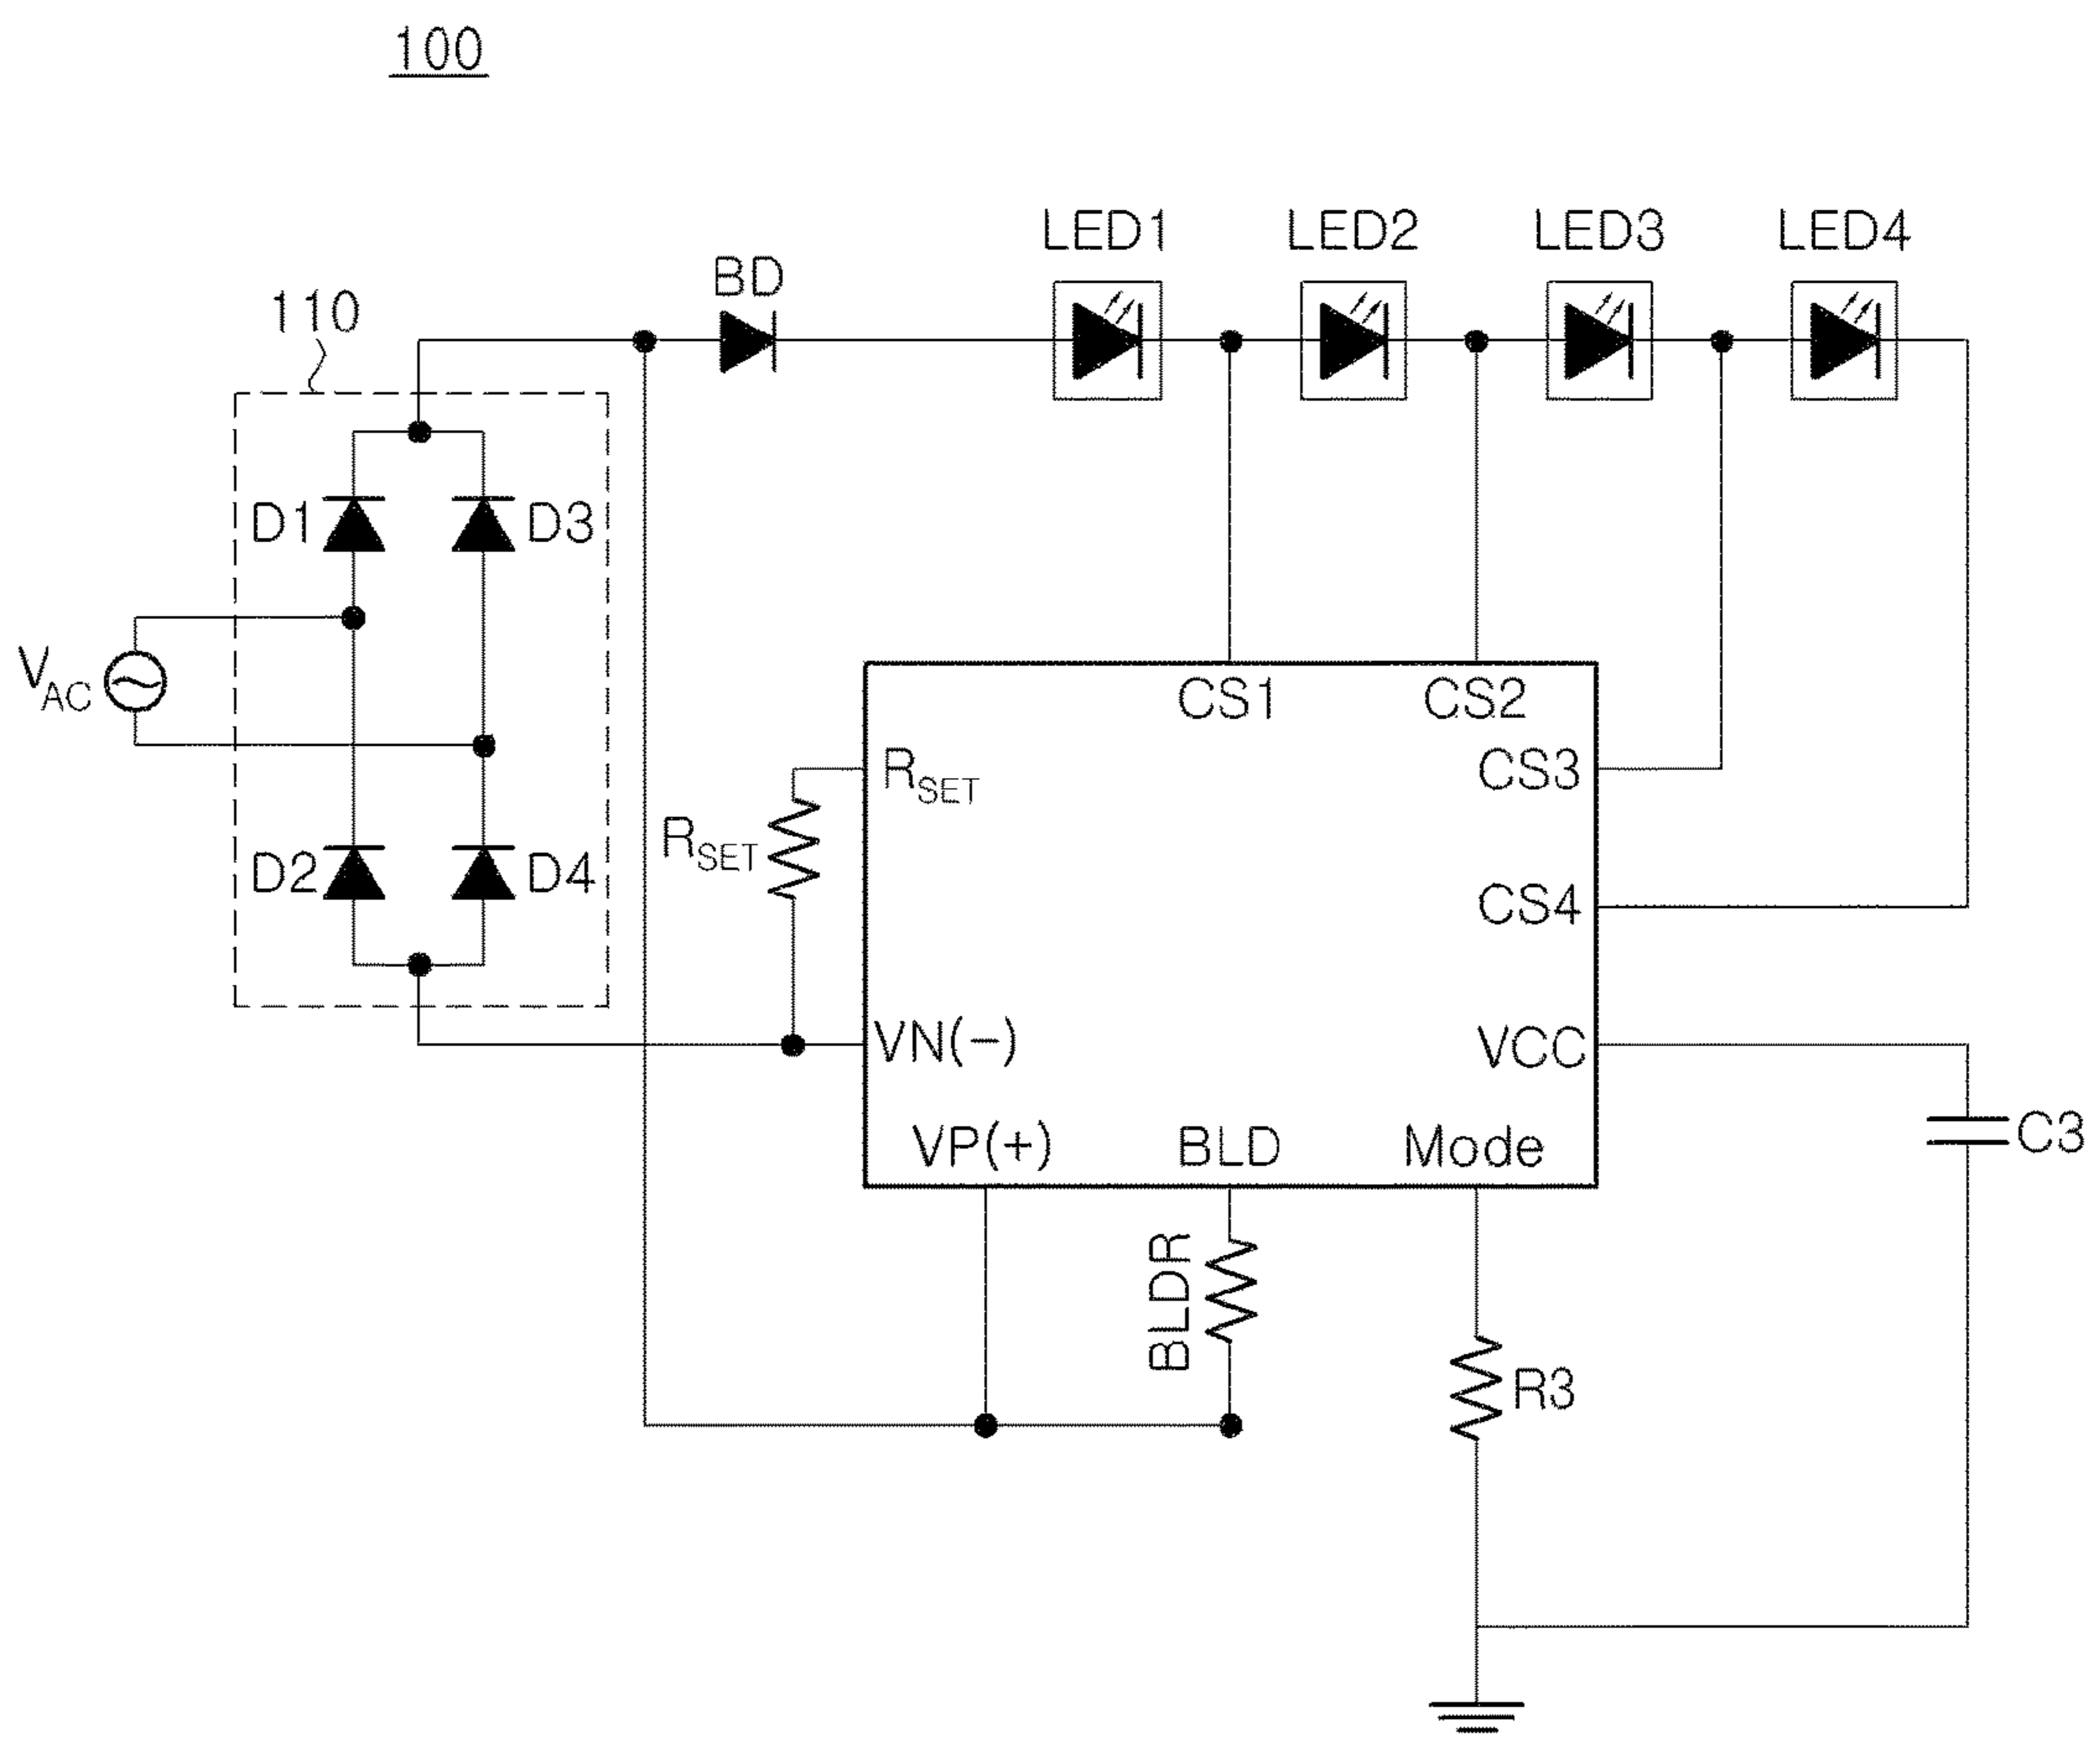 100
LED1 LED2 LED3 LED4
BD
110
D1 D3
VAC
CS1 CS2
RSET CS3
RSET
D2 D4
CS4
VN(-) VCC
VP(+) BLD Mode
C3
BLDR
R3